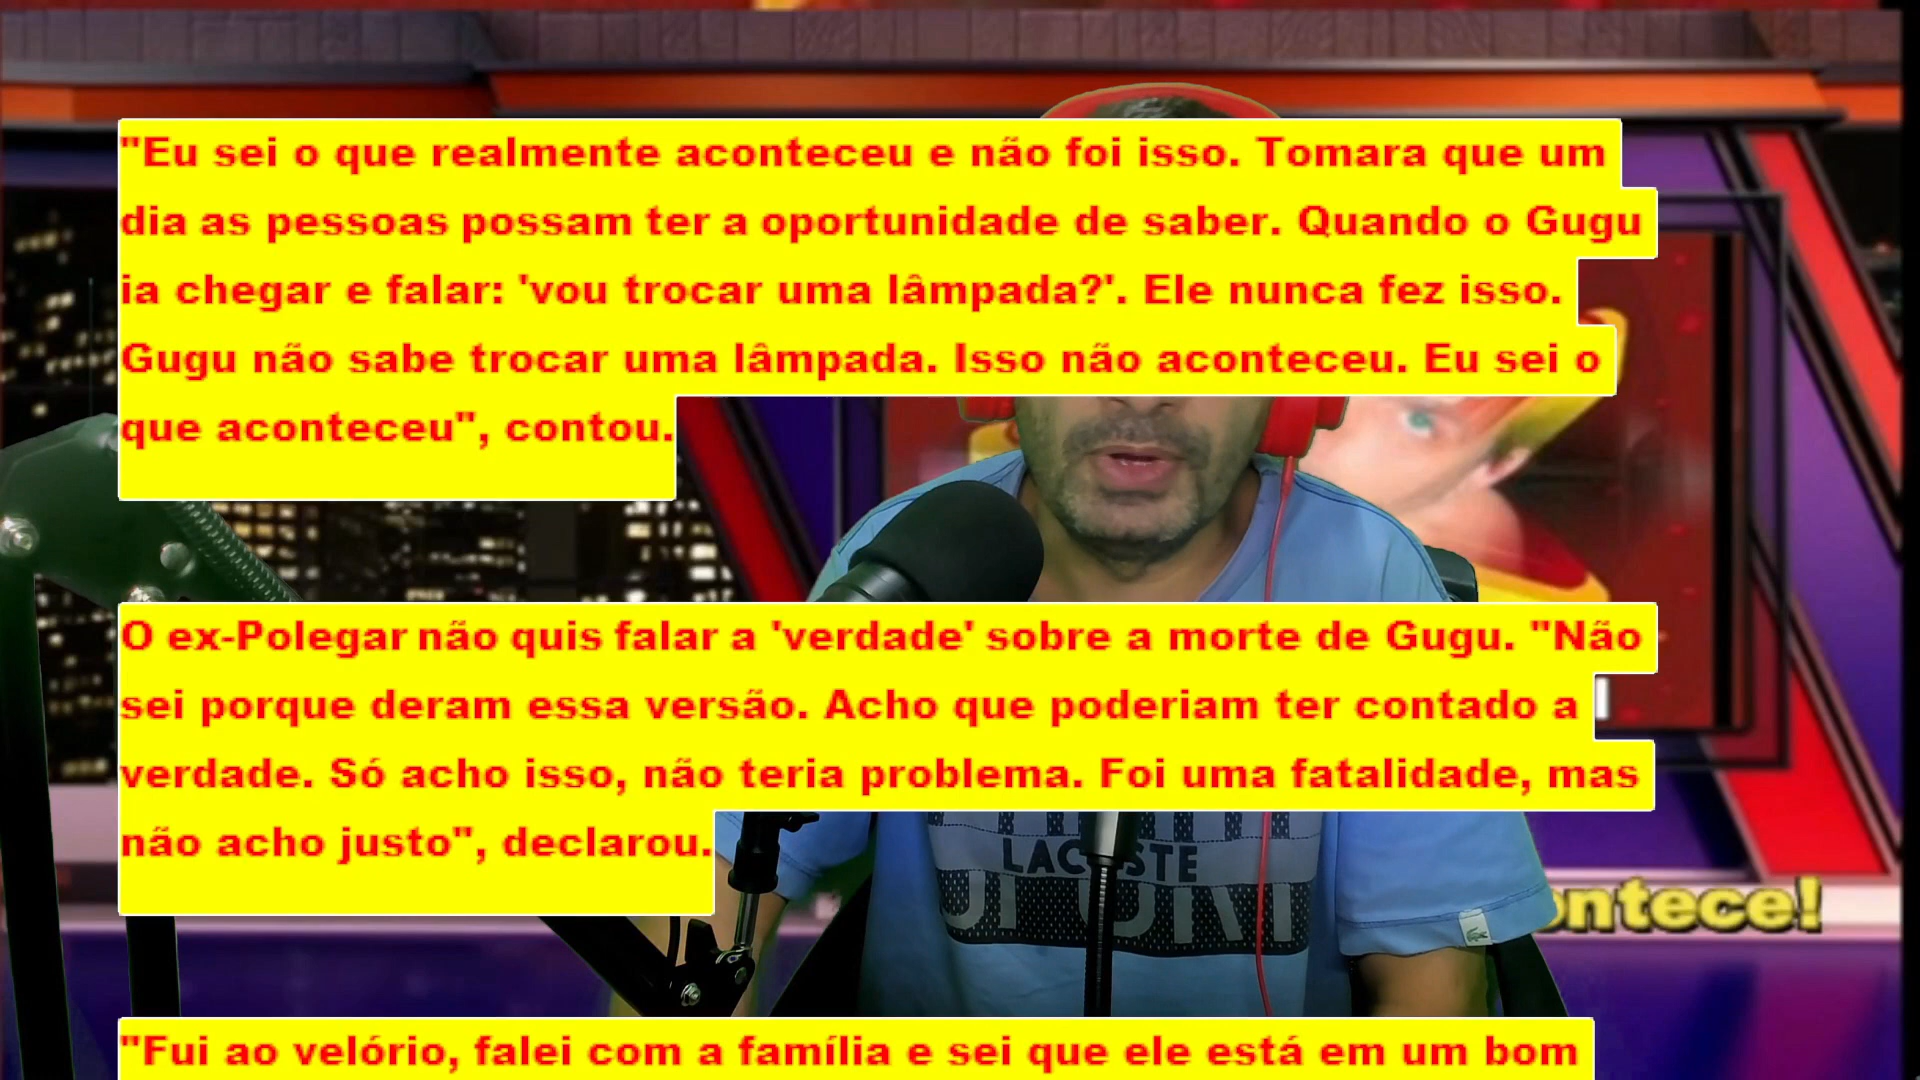 "Eu sei o que realmente aconteceu e não foi isso. Tomara que um
dia as pessoas possam ter a oportunidade de saber. Quando o Gugu
ia chegar e falar: 'vou trocar uma lâmpada?'. Ele nunca fez isso.
Gugu não sabe trocar uma lâmpada. Isso não aconteceu. Eu sei o
que aconteceu", contou.
O ex-Polegar não quis falar a 'verdade' sobre a morte de Gugu. "Não
sei porque deram essa versão. Acho que poderiam ter contado a
verdade. Só acho isso, não teria problema. Foi uma fatalidade, mas
não acho justo", declarou.
LACOSTE
SPORT
ontece!
"Fui ao velório, falei com a família e sei que ele está em um bom